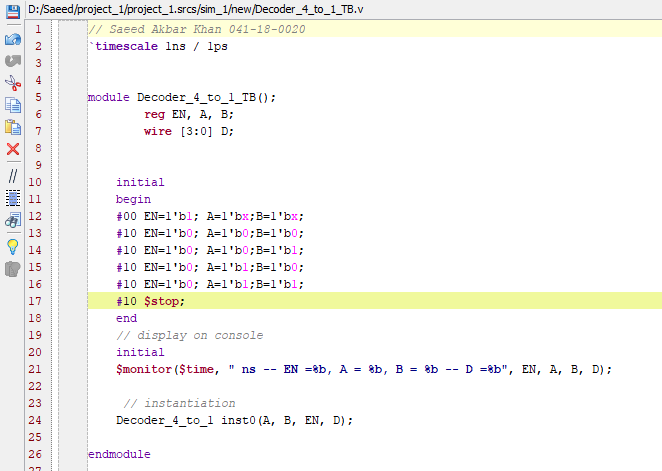 D:/Saeed/project_1/project_1.srcs/sim_1/new/Decoder_4_to_1_TB.v
1 // Saeed Akbar Khan 041-18-0020
2 `timescale 1ns / 1ps
3
4
5 module Decoder_4_to_1_TB();
6 reg EN, A, B;
7 wire [3:0] D;
8
9
10 initial
11 begin
12 #00 EN=1'b1; A=1'bx;B=1'bx;
13 #10 EN=1'b0; A=1'b0;B=1'b0;
14 #10 EN=1'b0; A=1'b0;B=1'b1;
15 #10 EN=1'b0; A=1'b1;B=1'b0;
16 #10 EN=1'b0; A=1'b1;B=1'b1;
17 #10 $stop;
18 end
19 // display on console
20 initial
21 $monitor($time, " ns -- EN =%b, A = %b, B = %b -- D =%b", EN, A, B, D);
22
23 // instantiation
24 Decoder_4_to_1 inst0(A, B, EN, D);
25
26 endmodule
27